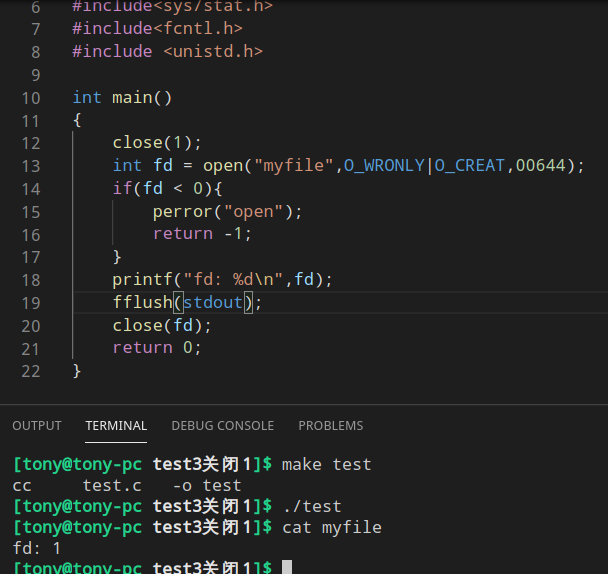 6 #include<sys/stat.h>
7 #include<fcntl.h>
8 #include <unistd.h>
9
10 int main()
11 {
12     close(1);
13     int fd = open("myfile",O_WRONLY|O_CREAT,00644);
14     if(fd < 0){
15         perror("open");
16         return -1;
17     }
18     printf("fd: %d\n",fd);
19     fflush(stdout);
20     close(fd);
21     return 0;
22 }
OUTPUT TERMINAL DEBUG CONSOLE PROBLEMS
[tony@tony-pc test3关闭1]$ make test
cc     test.c   -o test
[tony@tony-pc test3关闭1]$ ./test
[tony@tony-pc test3关闭1]$ cat myfile
fd: 1
[tony@tony-pc test3关闭1]$